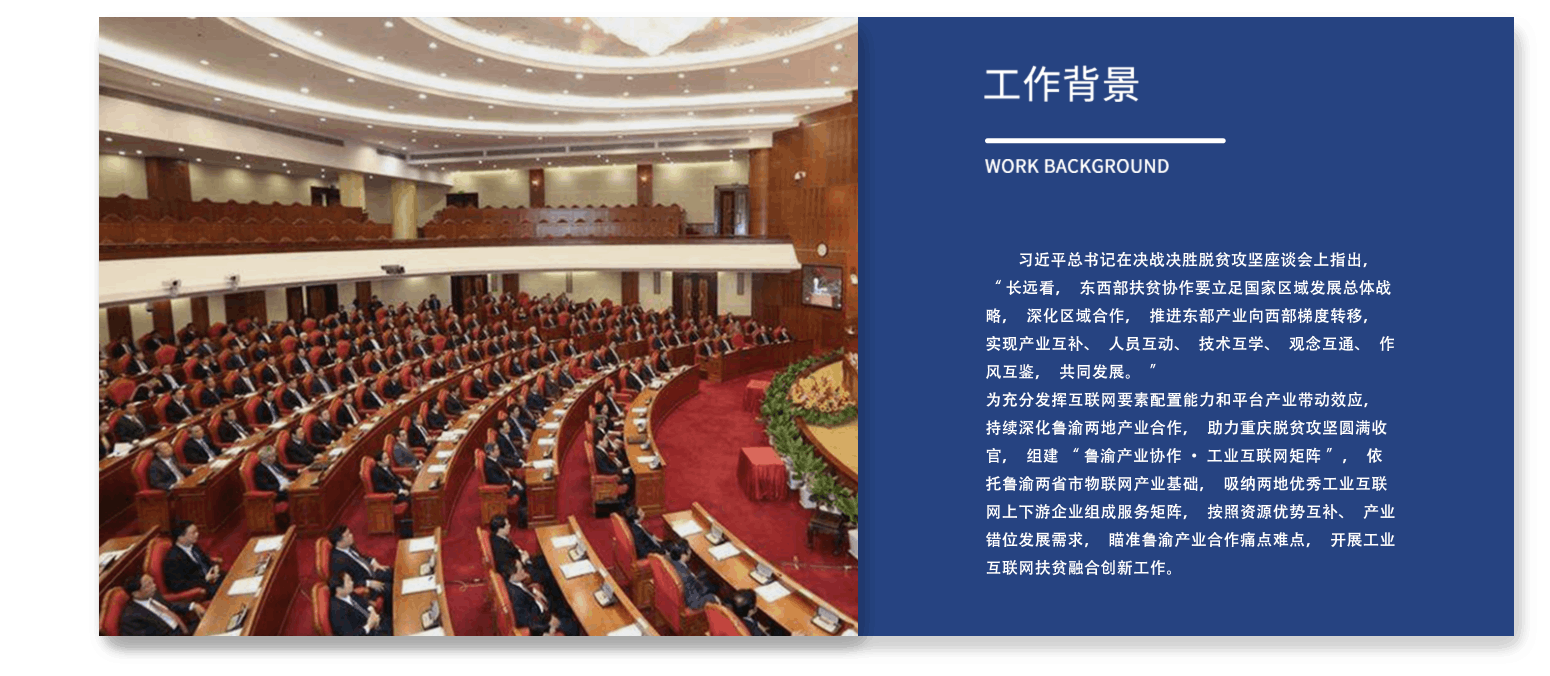 工作背景
WORK BACKGROUND
习近平总书记在决战决胜脱贫攻坚座谈会上指出，
“长远看， 东西部扶贫协作要立足国家区域发展总体战
略， 深化区域合作， 推进东部产业向西部梯度转移，
实现产业互补、 人员互动、 技术互学、 观念互通、 作
风互鉴， 共同发展。 ”
为充分发挥互联网要素配置能力和平台产业带动效应，
持续深化鲁渝两地产业合作， 助力重庆脱贫攻坚圆满收
官， 组建 “鲁渝产业协作 · 工业互联网矩阵”， 依
托鲁渝两省市物联网产业基础， 吸纳两地优秀工业互联
网上下游企业组成服务矩阵， 按照资源优势互补、 产业
错位发展需求， 瞄准鲁渝产业合作痛点难点， 开展工业
互联网扶贫融合创新工作。